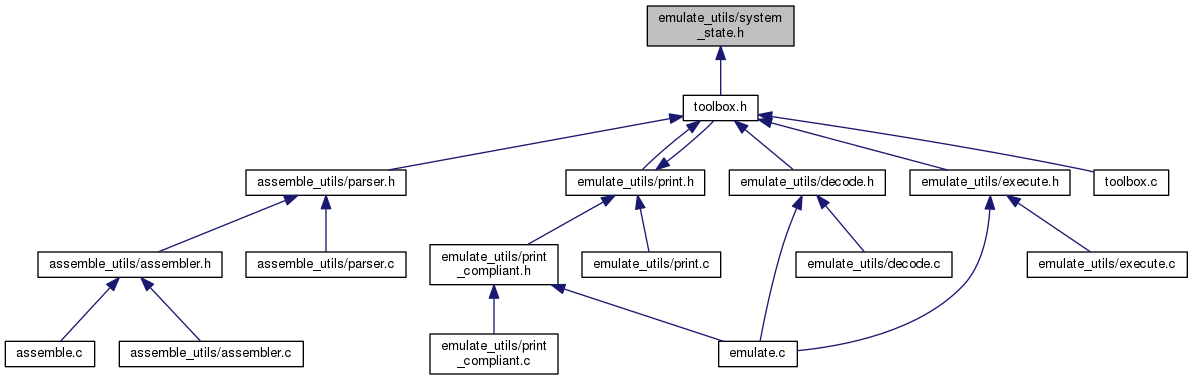 emulate_utils/system
_state.h
toolbox.h
assemble_utils/parser.h
emulate_utils/print.h
emulate_utils/decode.h
emulate_utils/execute.h
toolbox.c
assemble_utils/assembler.h
assemble_utils/parser.c
emulate_utils/print
_compliant.h
emulate_utils/print.c
emulate_utils/decode.c
emulate_utils/execute.c
assemble.c
assemble_utils/assembler.c
emulate_utils/print
_compliant.c
emulate.c